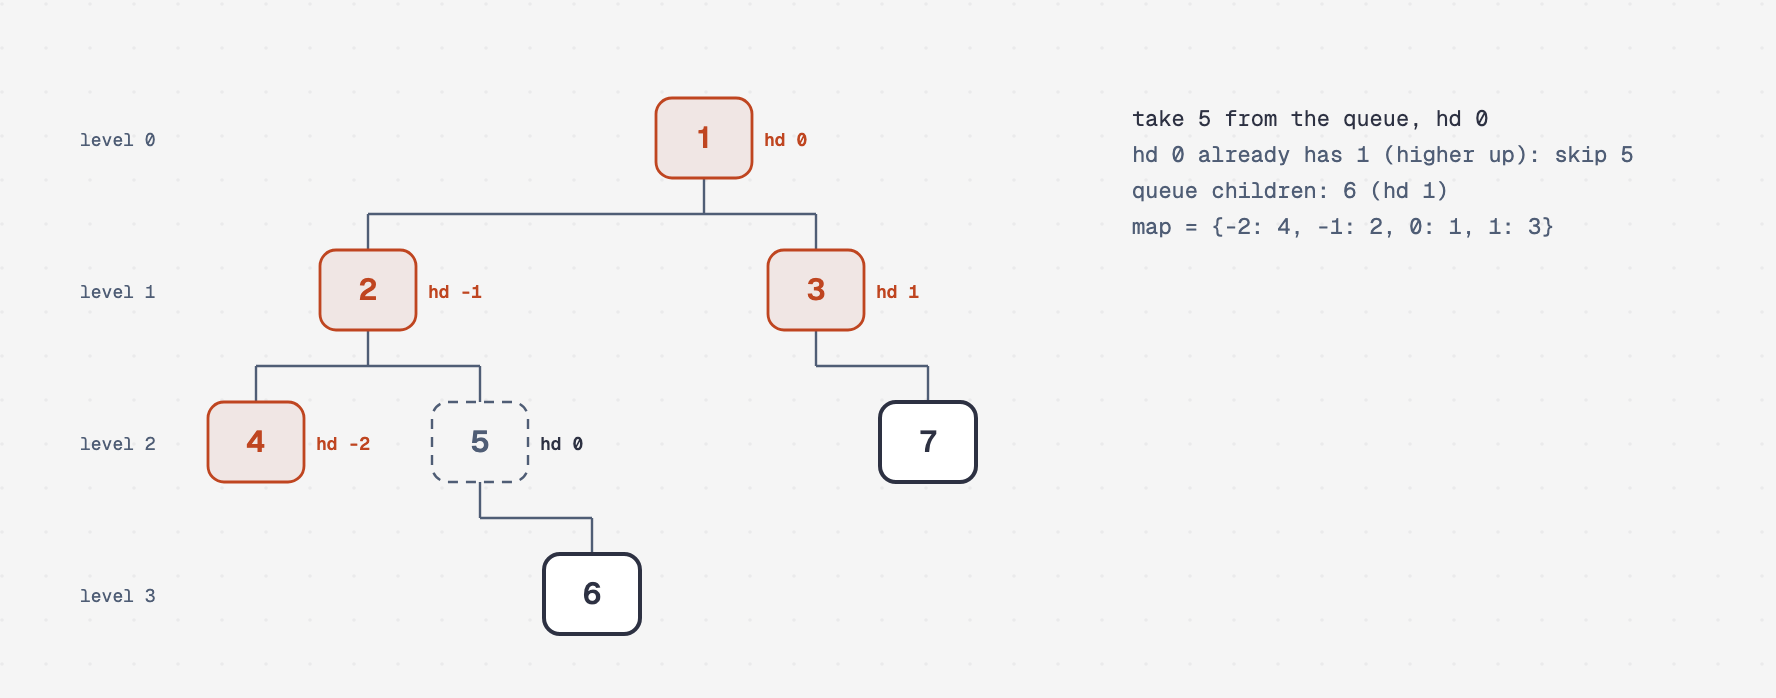 level 0
1
hd 0
take 5 from the queue, hd 0
hd 0 already has 1 (higher up): skip 5
queue children: 6 (hd 1)
map = {-2: 4, -1: 2, 0: 1, 1: 3}
level 1
2
hd -1
3
hd 1
level 2
4
hd -2
5
hd 0
7
level 3
6